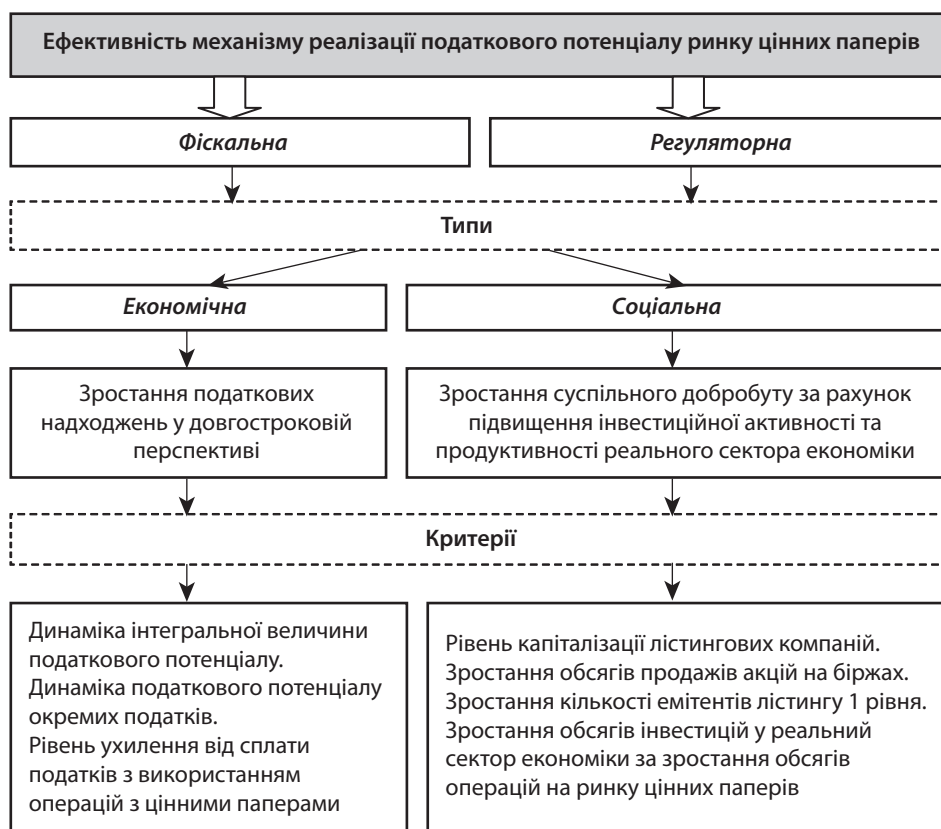 Ефективність механізму реалізації податкового потенціалу ринку цінних паперів
Фіскальна
Регуляторна
Типи
Економічна
Соціальна
Зростання податкових
надходжень у довгостроковій
перспективі
Зростання суспільного добробуту за рахунок
підвищення інвестиційної активності та
продуктивності реального сектора економіки
Критерії
Динаміка інтегральної величини
податкового потенціалу.
Динаміка податкового потенціалу
окремих податків.
Рівень ухилення від сплати
податків з використанням
операцій з цінними паперами
Рівень капіталізації лістингових компаній.
Зростання обсягів продажів акцій на біржах.
Зростання кількості емітентів лістингу 1 рівня.
Зростання обсягів інвестицій у реальний
сектор економіки за зростання обсягів
операцій на ринку цінних паперів